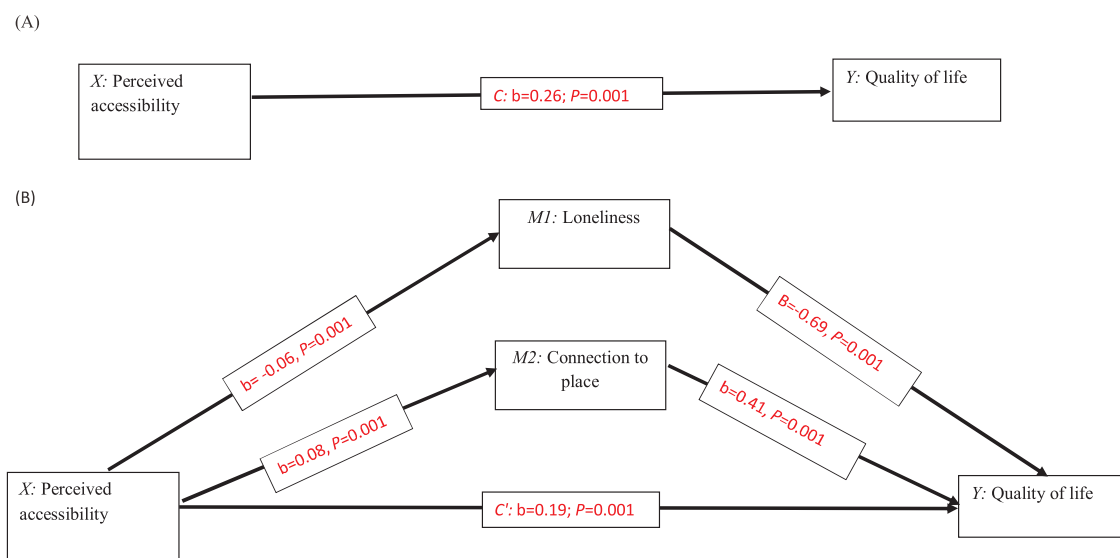 (A)
X: Perceived
accessibility
C: b=0.26; P=0.001
Y: Quality of life
(B)
M1: Loneliness
b= -0.06, P=0.001
B=-0.69, P=0.001
M2: Connection to
place
b=0.08, P=0.001
b=0.41, P=0.001
X: Perceived
accessibility
C': b=0.19; P=0.001
Y: Quality of life